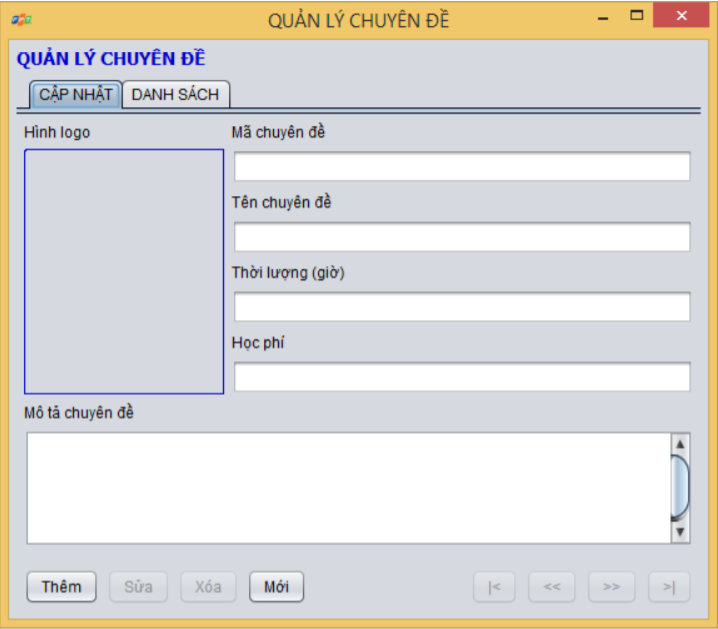 QUẢN LÝ CHUYÊN ĐỀ
QUẢN LÝ CHUYÊN ĐỀ
CẬP NHẬT DANH SÁCH
Hình logo
Mã chuyên đề
Tên chuyên đề
Thời lượng (giờ)
Học phí
Mô tả chuyên đề
Thêm Sửa Xóa Mới |< << >> >|